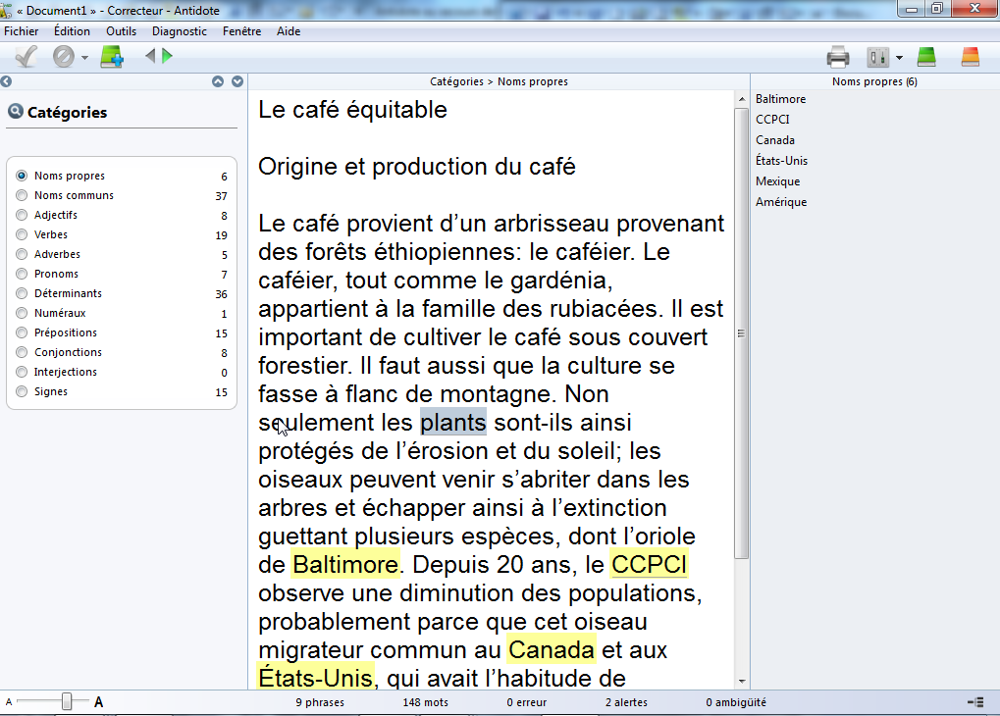 « Document1 » - Correcteur - Antidote
Fichier Édition Outils Diagnostic Fenêtre Aide
Catégories > Noms propres
Noms propres (6)
Catégories
Noms propres 6
Noms communs 37
Adjectifs 8
Verbes 19
Adverbes 5
Pronoms 7
Déterminants 36
Numéraux 1
Prépositions 15
Conjonctions 8
Interjections 0
Signes 15
Le café équitable
Origine et production du café
Le café provient d’un arbrisseau provenant
des forêts éthiopiennes: le caféier. Le
caféier, tout comme le gardénia,
appartient à la famille des rubiacées. Il est
important de cultiver le café sous couvert
forestier. Il faut aussi que la culture se
fasse à flanc de montagne. Non
seulement les plants sont-ils ainsi
protégés de l’érosion et du soleil; les
oiseaux peuvent venir s’abriter dans les
arbres et échapper ainsi à l’extinction
guettant plusieurs espèces, dont l’oriole
de Baltimore. Depuis 20 ans, le CCPCI
observe une diminution des populations,
probablement parce que cet oiseau
migrateur commun au Canada et aux
États-Unis, qui avait l’habitude de
Baltimore
CCPCI
Canada
États-Unis
Mexique
Amérique
A A
9 phrases 148 mots 0 erreur 2 alertes 0 ambigüité